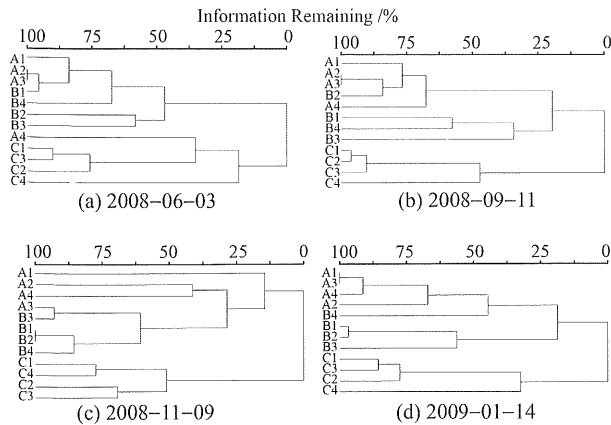 Information Remaining /%
100 75 50 25 0
A1
A2
A3
B1
B4
B2
B3
A4
C1
C3
C2
C4
(a) 2008-06-03
100 75 50 25 0
A1
A2
A3
B2
A4
B1
B4
B3
C1
C2
C3
C4
(b) 2008-09-11
100 75 50 25 0
A1
A2
A4
A3
B3
B1
B2
B4
C1
C4
C2
C3
(c) 2008-11-09
100 75 50 25 0
A1
A3
A4
A2
B4
B1
B2
B3
C1
C3
C2
C4
(d) 2009-01-14